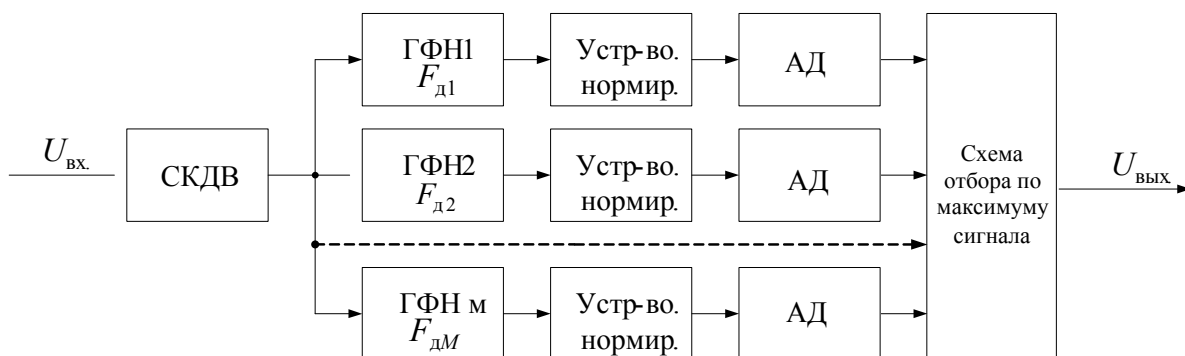 U вх.
СКДВ
ГФН1
F д1
Устр-во.
нормир.
АД
ГФН2
F д2
Устр-во.
нормир.
АД
ГФН м
F дM
Устр-во.
нормир.
АД
Схема
отбора по
максимуму
сигнала
U вых.